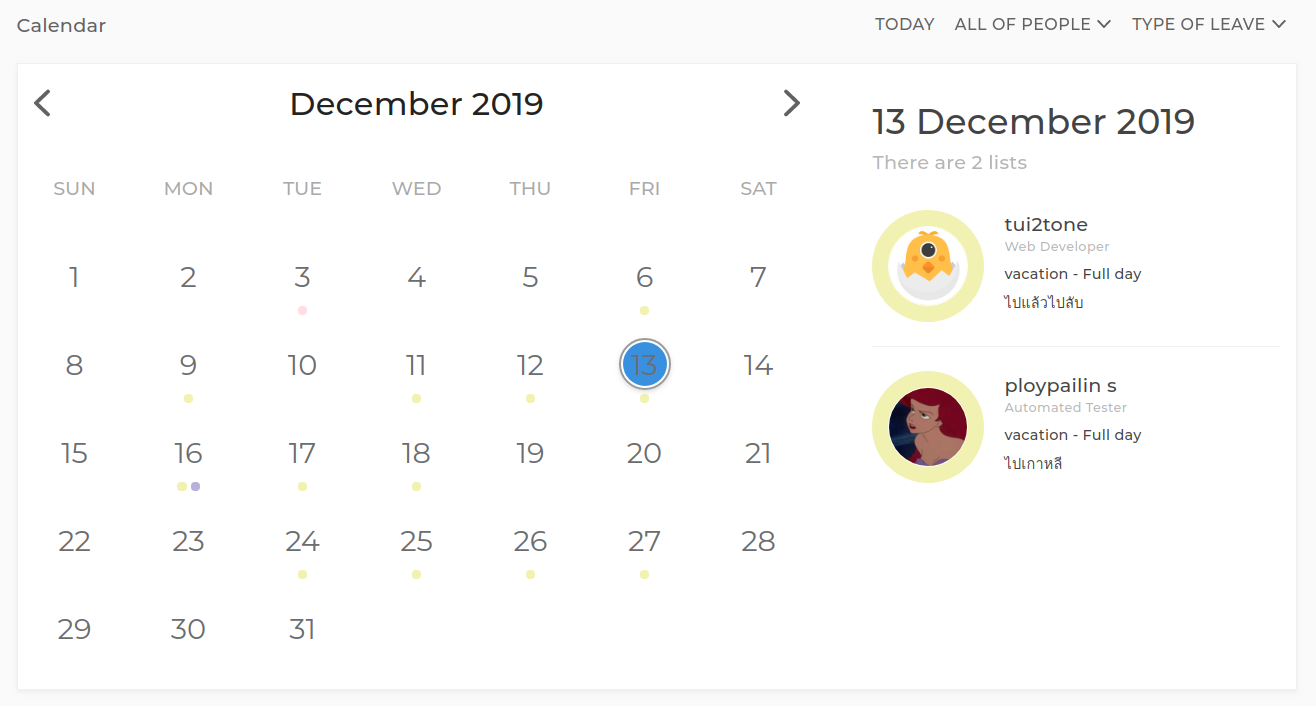 Calendar
TODAY ALL OF PEOPLE TYPE OF LEAVE
December 2019
SUN MON TUE WED THU FRI SAT
1 2 3 4 5 6 7
8 9 10 11 12 13 14
15 16 17 18 19 20 21
22 23 24 25 26 27 28
29 30 31
13 December 2019
There are 2 lists
tui2tone
Web Developer
vacation - Full day
ไปแล้วไปลับ
ploypailin s
Automated Tester
vacation - Full day
ไปเกาหลี